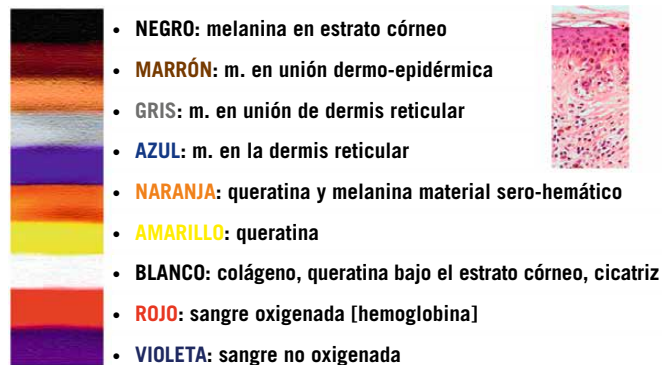 • NEGRO: melanina en estrato córneo
• MARRÓN: m. en unión dermo-epidérmica
• GRIS: m. en unión de dermis reticular
• AZUL: m. en la dermis reticular
• NARANJA: queratina y melanina material sero-hemático
• AMARILLO: queratina
• BLANCO: colágeno, queratina bajo el estrato córneo, cicatriz
• ROJO: sangre oxigenada [hemoglobina]
• VIOLETA: sangre no oxigenada